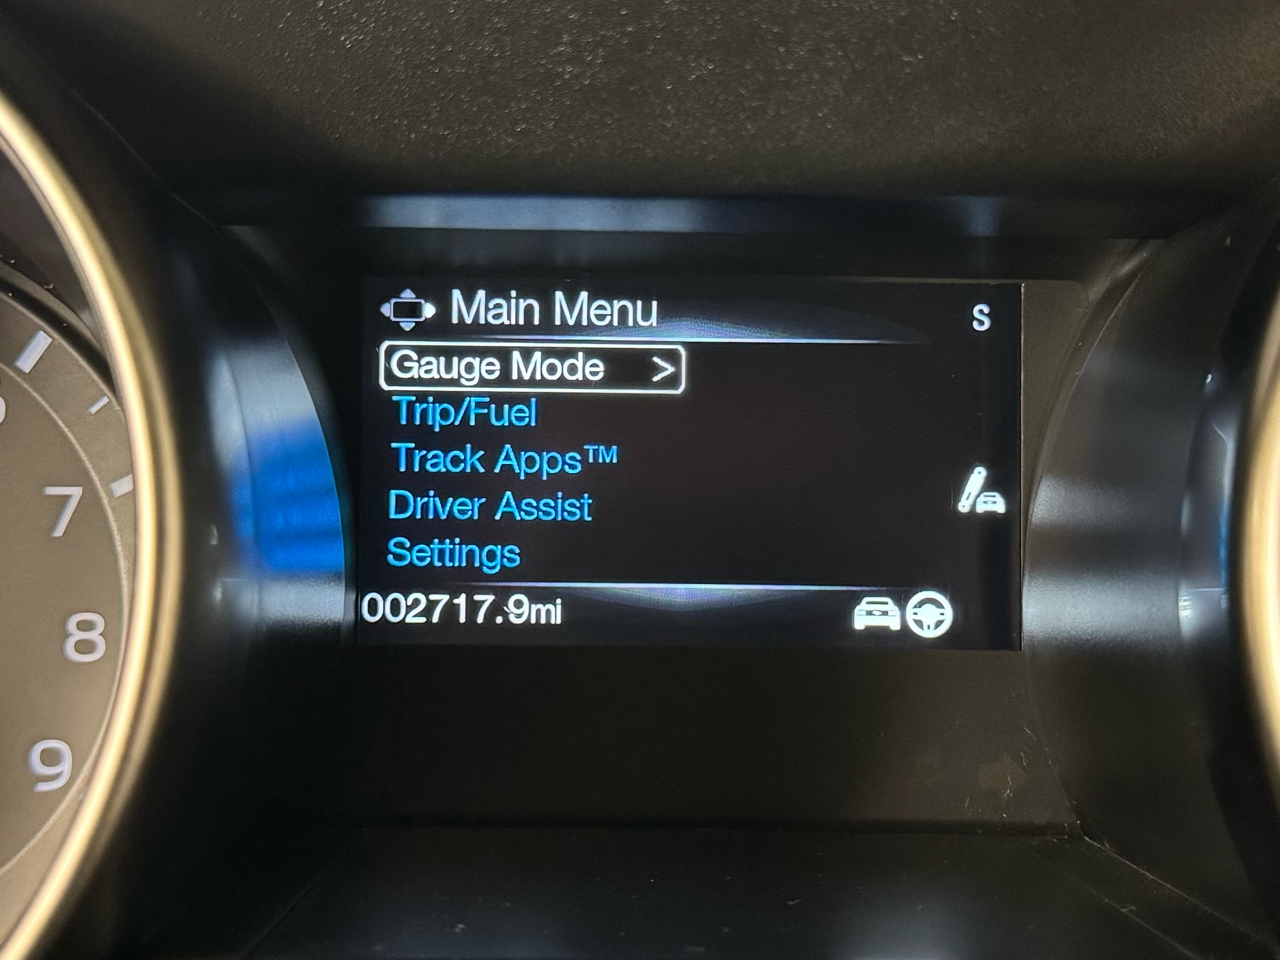 Main Menu
S
Gauge Mode >
Trip/Fuel
Track Apps™
Driver Assist
Settings
002717.9mi
7
8
9